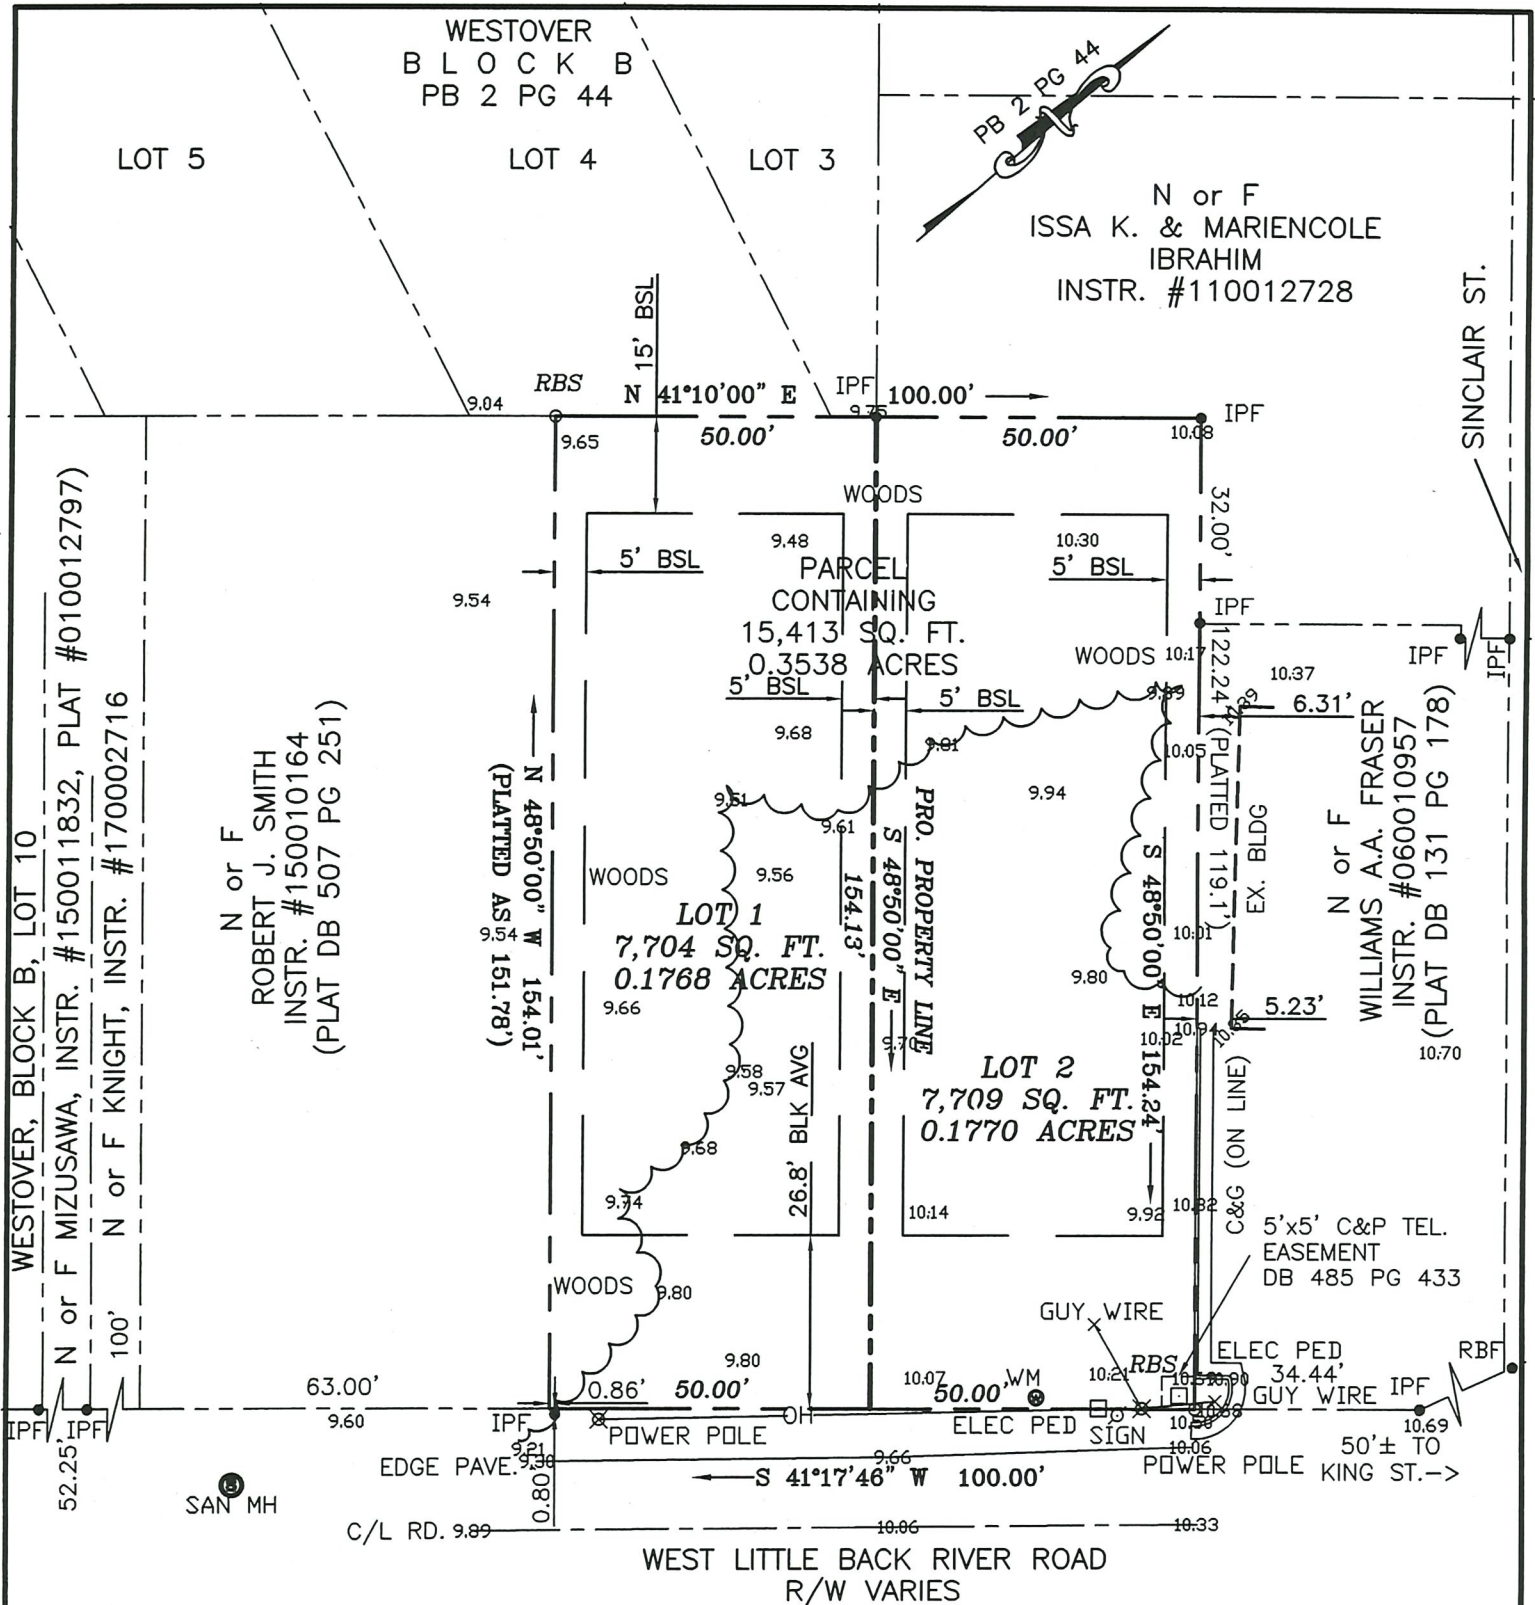 WESTOVER
B L O C K B
PB 2 PG 44
LOT 5
LOT 4
LOT 3
PB 2 PG 44
N or F
ISSA K. & MARIENCOLE
IBRAHIM
INSTR. #110012728
SINCLAIR ST.
15' BSL
RBS
N 41°10'00" E
IPF
100.00'
IPF
9.04
9.65
9.75
10.08
50.00'
50.00'
WOODS
32.00'
9.48
10.30
5' BSL
5' BSL
PARCEL
CONTAINING
15,413 SQ. FT.
0.3538 ACRES
9.54
IPF
WOODS
10.17
10.37
IPF
IPF
5' BSL
5' BSL
9.89
6.31'
9.68
9.81
10.05
122.24' (PLATTED 119.1')
EX. BLDG
9.94
9.51
9.61
N 48°50'00" W 154.01'
(PLATTED AS 151.78')
PRO. PROPERTY LINE
S 48°50'00" E
154.13'
S 48°50'00" E 154.24'
WOODS
9.56
LOT 1
7,704 SQ. FT.
0.1768 ACRES
9.54
10.01
9.80
9.66
10.12
5.23'
10.94
10.02
9.70
10.70
WESTOVER, BLOCK B, LOT 10
N or F MIZUSAWA, INSTR. #150011832, PLAT #010012797)
N or F KNIGHT, INSTR. #170002716
100'
N or F
ROBERT J. SMITH
INSTR. #150010164
(PLAT DB 507 PG 251)
N or F
WILLIAMS A.A. FRASER
INSTR. #060010957
(PLAT DB 131 PG 178)
LOT 2
7,709 SQ. FT.
0.1770 ACRES
9.58
9.57
26.8' BLK AVG
9.68
9.74
10.14
9.92
10.82
C&G (ON LINE)
5'x5' C&P TEL.
EASEMENT
DB 485 PG 433
WOODS
9.80
GUY WIRE
9.80
10.07
WM
10.21
RBS
ELEC PED
34.44'
GUY WIRE
RBF
IPF
63.00'
0.86'
50.00'
50.00'
IPF
IPF
9.60
IPF
POWER POLE
OH
ELEC PED
SIGN
10.06
10.69
52.25'
9.21
EDGE PAVE.
9.66
POWER POLE
50'± TO
KING ST.->
S 41°17'46" W 100.00'
0.80'
SAN MH
C/L RD.
9.89
10.06
10.33
WEST LITTLE BACK RIVER ROAD
R/W VARIES